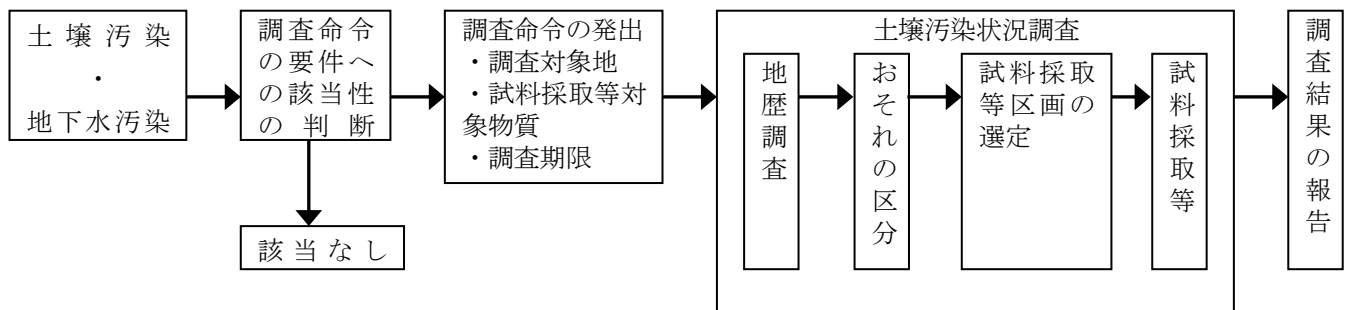 土壌汚染
・
地下水汚染
調査命令
の要件へ
の該当性
の判断
該当なし
調査命令の発出
・調査対象地
・試料採取等対
象物質
・調査期限
土壌汚染状況調査
地歴調査
おそれの区分
試料採取
等区画の
選定
試料採取等
調査結果の報告